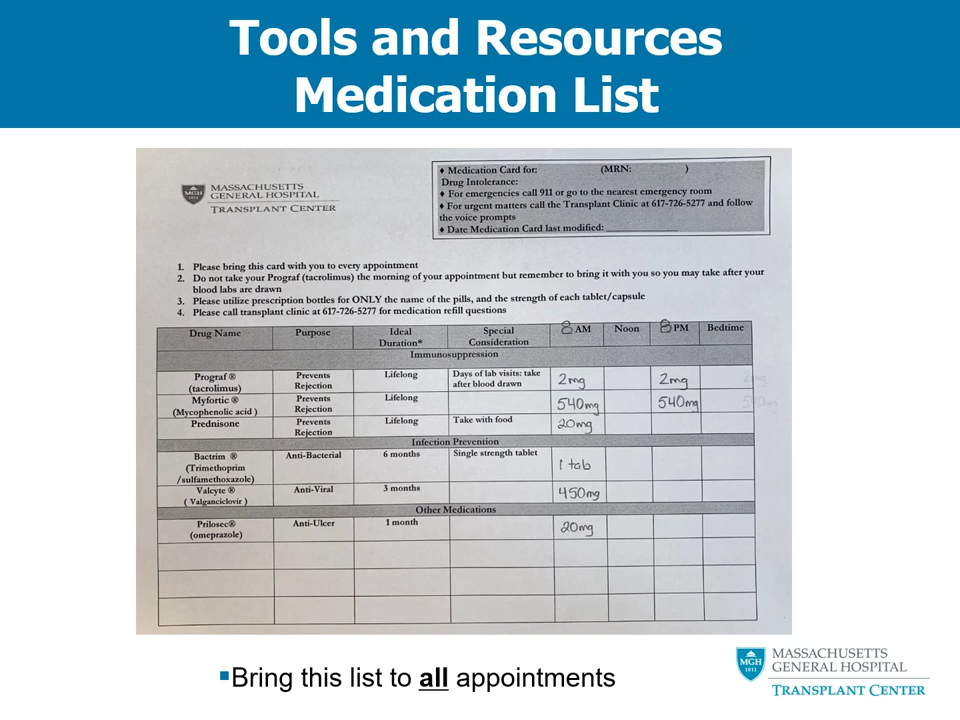 Tools and Resources
Medication List
MGH
1811
MASSACHUSETTS
GENERAL HOSPITAL
TRANSPLANT CENTER
♦ Medication Card for: (MRN: )
Drug Intolerance:
♦ For emergencies call 911 or go to the nearest emergency room
♦ For urgent matters call the Transplant Clinic at 617-726-5277 and follow
the voice prompts
♦ Date Medication Card last modified: ____________
1. Please bring this card with you to every appointment
2. Do not take your Prograf (tacrolimus) the morning of your appointment but remember to bring it with you so you may take after your
blood labs are drawn
3. Please utilize prescription bottles for ONLY the name of the pills, and the strength of each tablet/capsule
4. Please call transplant clinic at 617-726-5277 for medication refill questions
Drug Name Purpose Ideal Duration* Special Consideration 8 AM Noon 8 PM Bedtime
Immunosuppression
Prograf ® (tacrolimus) Prevents Rejection Lifelong Days of lab visits: take after blood drawn 2mg 2mg
Myfortic ® (Mycophenolic acid ) Prevents Rejection Lifelong 540mg 540mg
Prednisone Prevents Rejection Lifelong Take with food 20mg
Infection Prevention
Bactrim ® (Trimethoprim /sulfamethoxazole) Anti-Bacterial 6 months Single strength tablet 1 tab
Valcyte ® ( Valganciclovir ) Anti-Viral 3 months 450mg
Other Medications
Prilosec® (omeprazole) Anti-Ulcer 1 month 20mg
▪Bring this list to all appointments
MGH
1811
MASSACHUSETTS
GENERAL HOSPITAL
TRANSPLANT CENTER